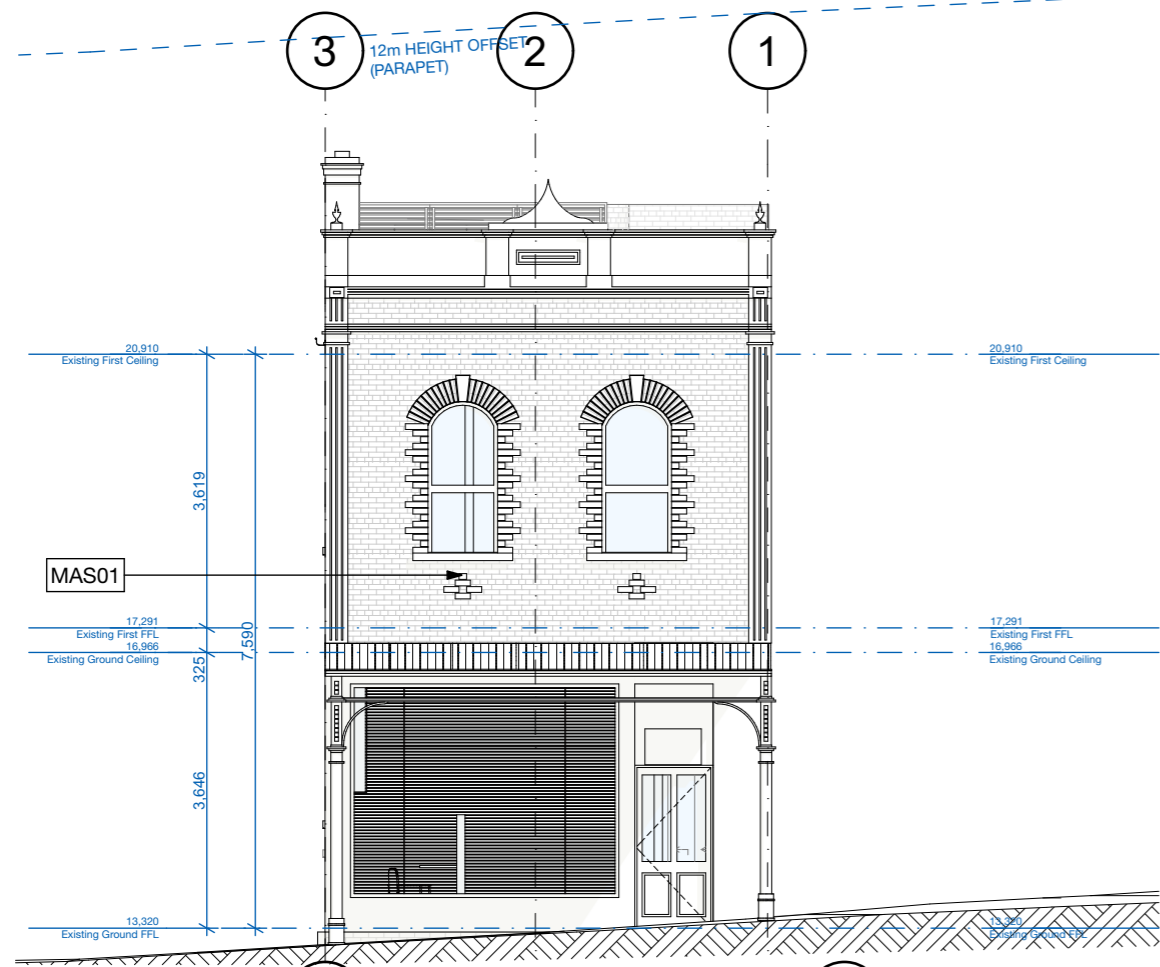 3
12m HEIGHT OFFSET
(PARAPET)
2
1
20,910
Existing First Ceiling
20,910
Existing First Ceiling
3,619
MAS01
17,291
Existing First FFL
17,291
Existing First FFL
7,590
16,966
Existing Ground Ceiling
16,966
Existing Ground Ceiling
325
3,646
13,320
Existing Ground FFL
13,320
Existing Ground FFL